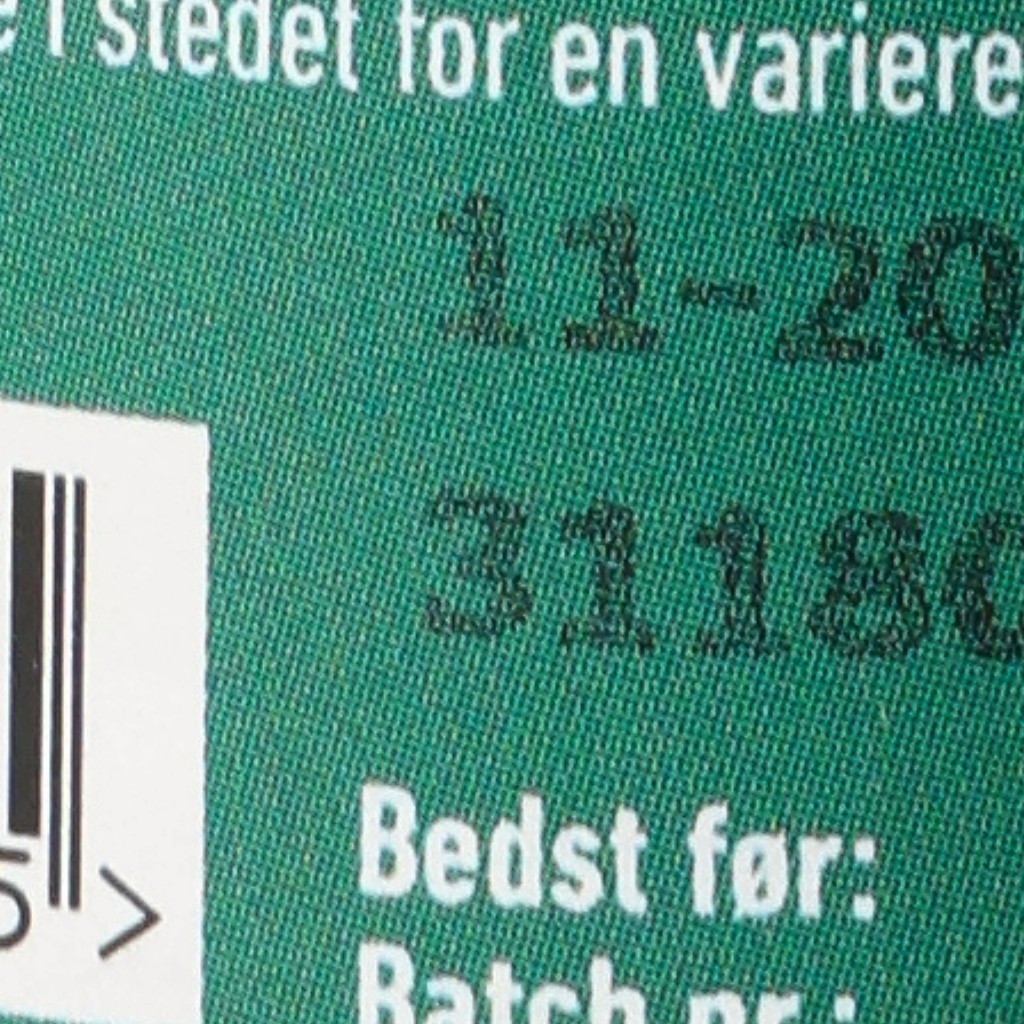 i stedet for en variere
11-20
3118
5 >
Bedst før:
Batch nr.: